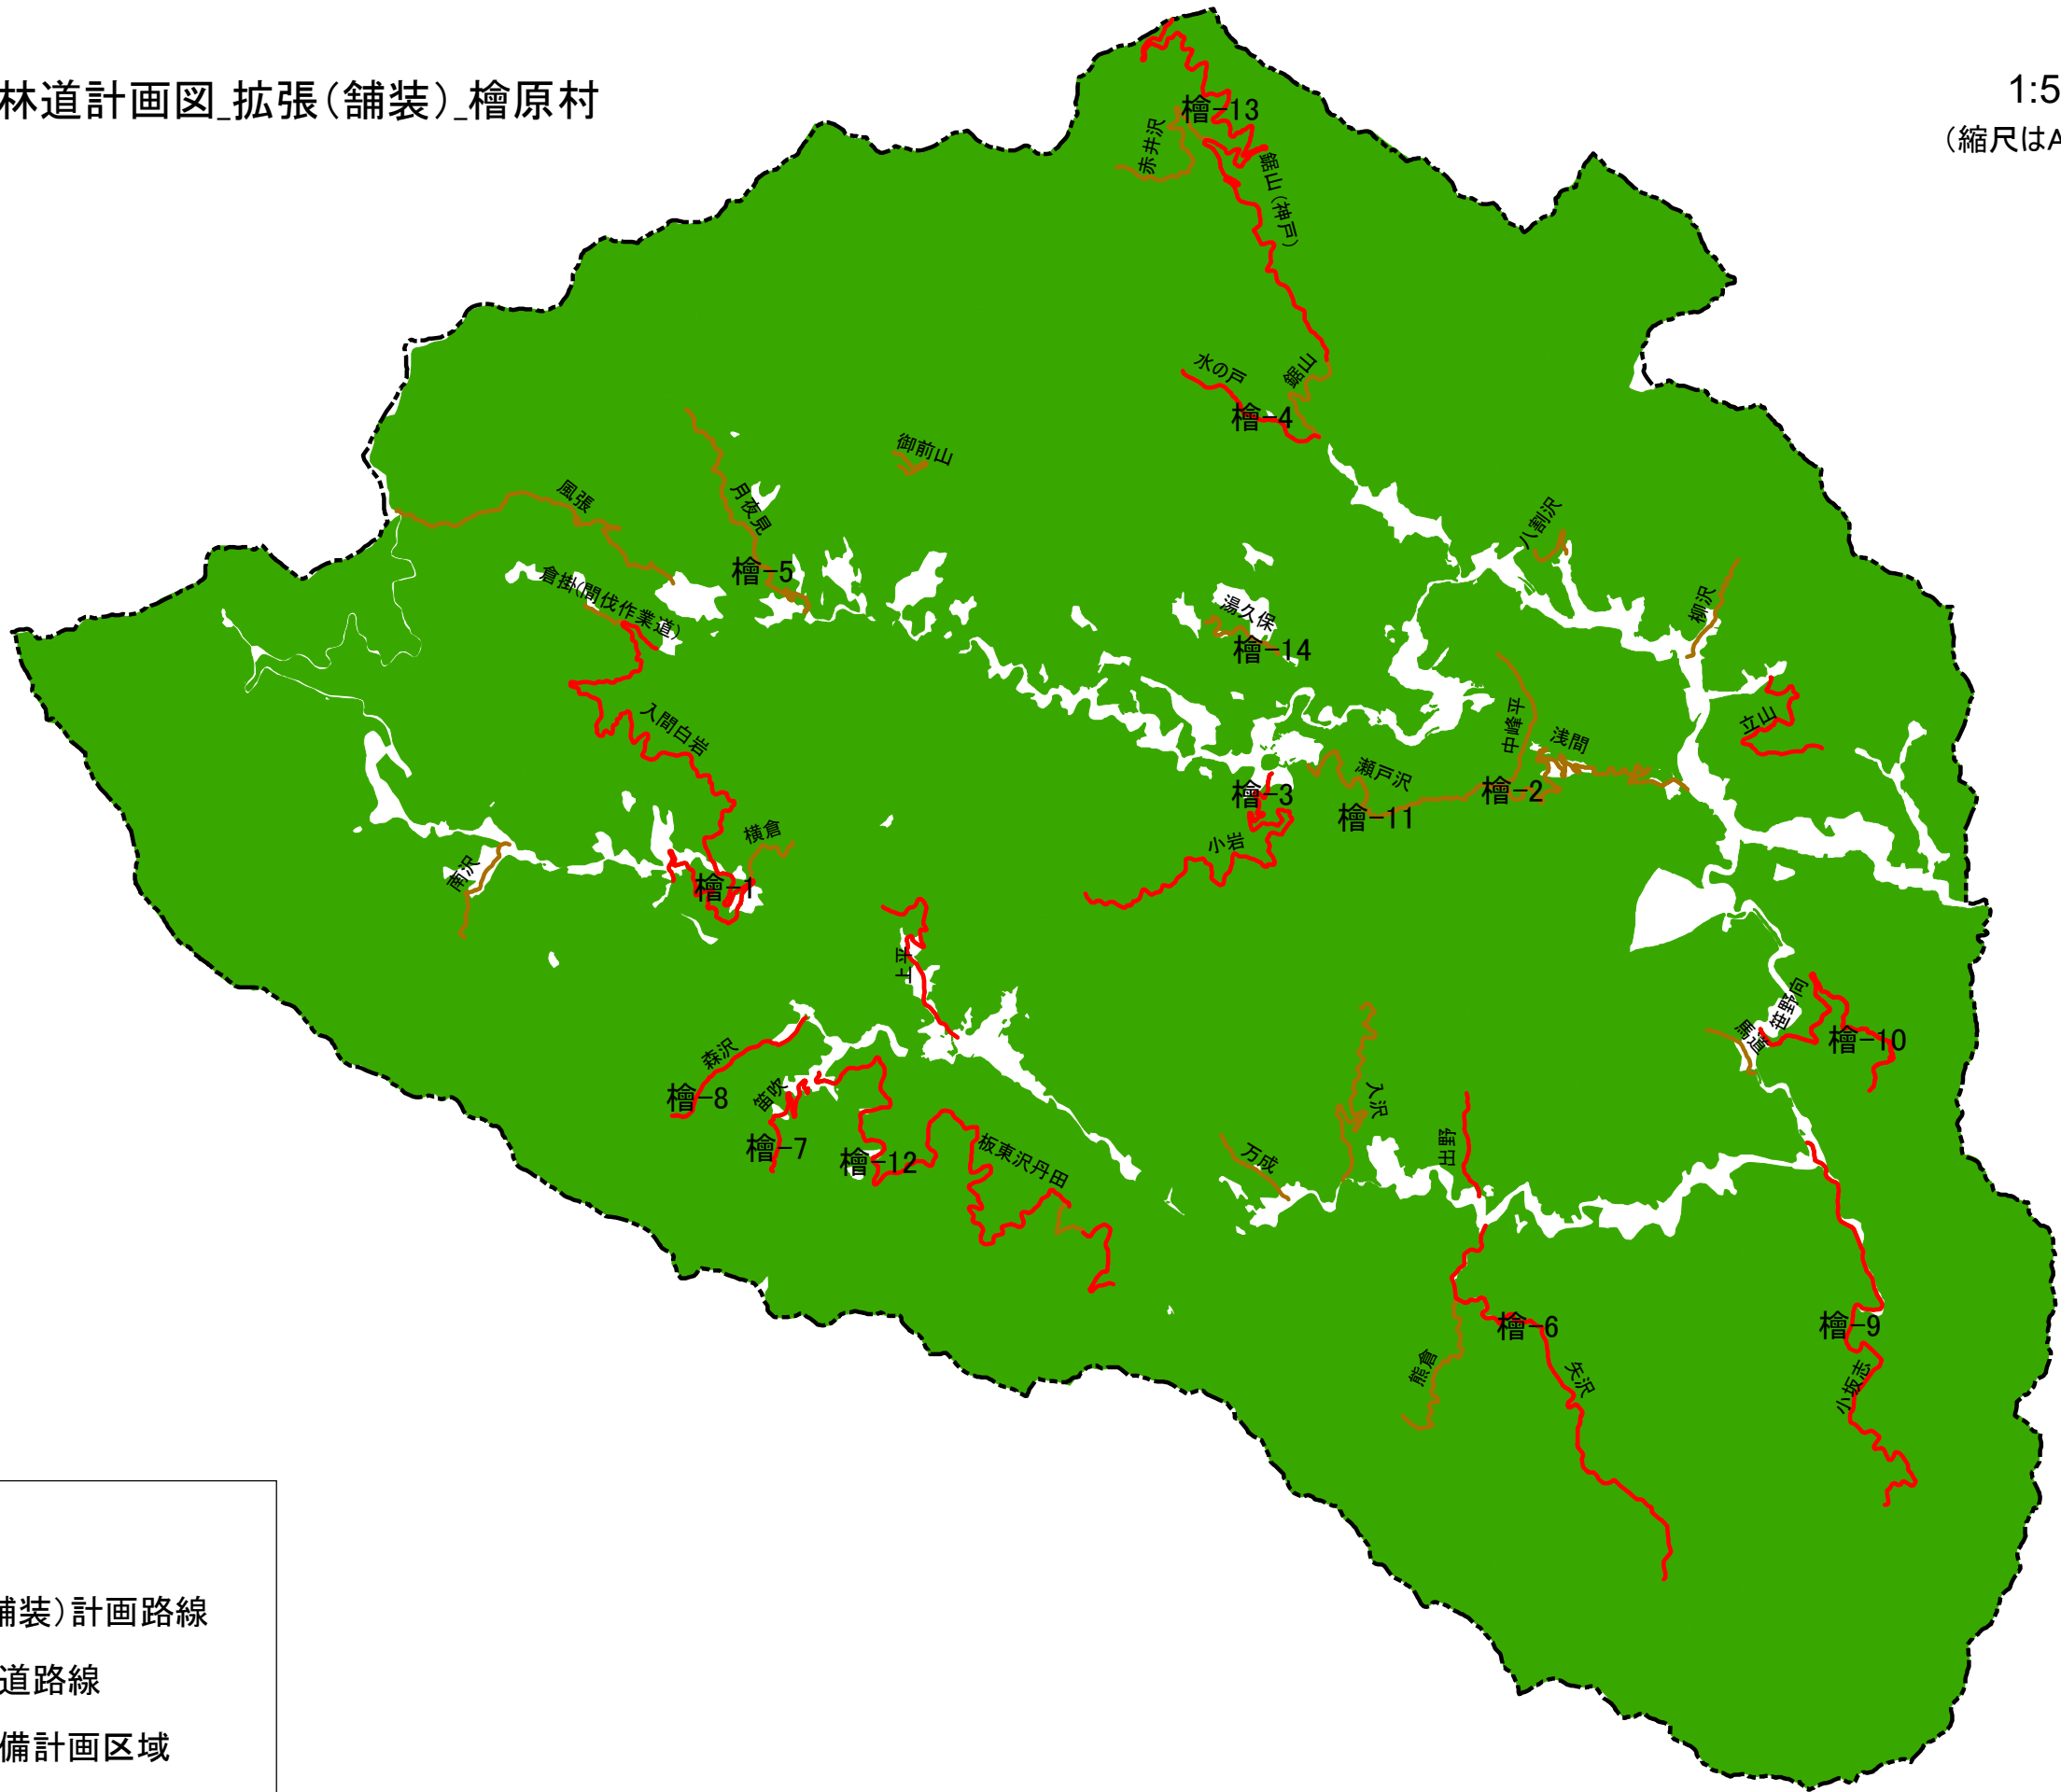 林道計画図_拡張(舗装)_檜原村
1:5
(縮尺はA
檜-13
赤井沢
鋸山(神戸)
水の戸
鋸山
檜-4
御前山
月夜見
風張
檜-5
八割沢
倉掛(間伐作業道)
湯久保
檜-14
柳沢
入間白岩
中峰平
浅間
立山
瀬戸沢
檜-3
檜-2
檜-11
横倉
小岩
南沢
檜-1
上平
笹野向
馬道
檜-10
森沢
檜-8
笛吹
入沢
檜-7
檜-12
板東沢丹田
万成
出野
檜-6
檜-9
熊倉
矢沢
小坂志
舗装)計画路線
道路線
備計画区域